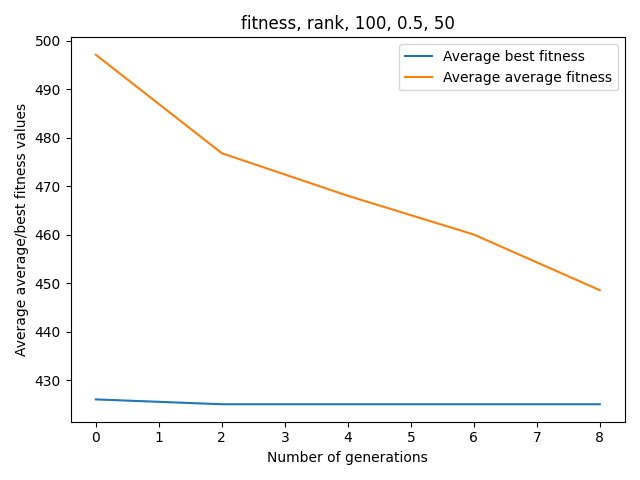 fitness, rank, 100, 0.5, 50
Average best fitness
Average average fitness
Average average/best fitness values
500
490
480
470
460
450
440
430
0 1 2 3 4 5 6 7 8
Number of generations